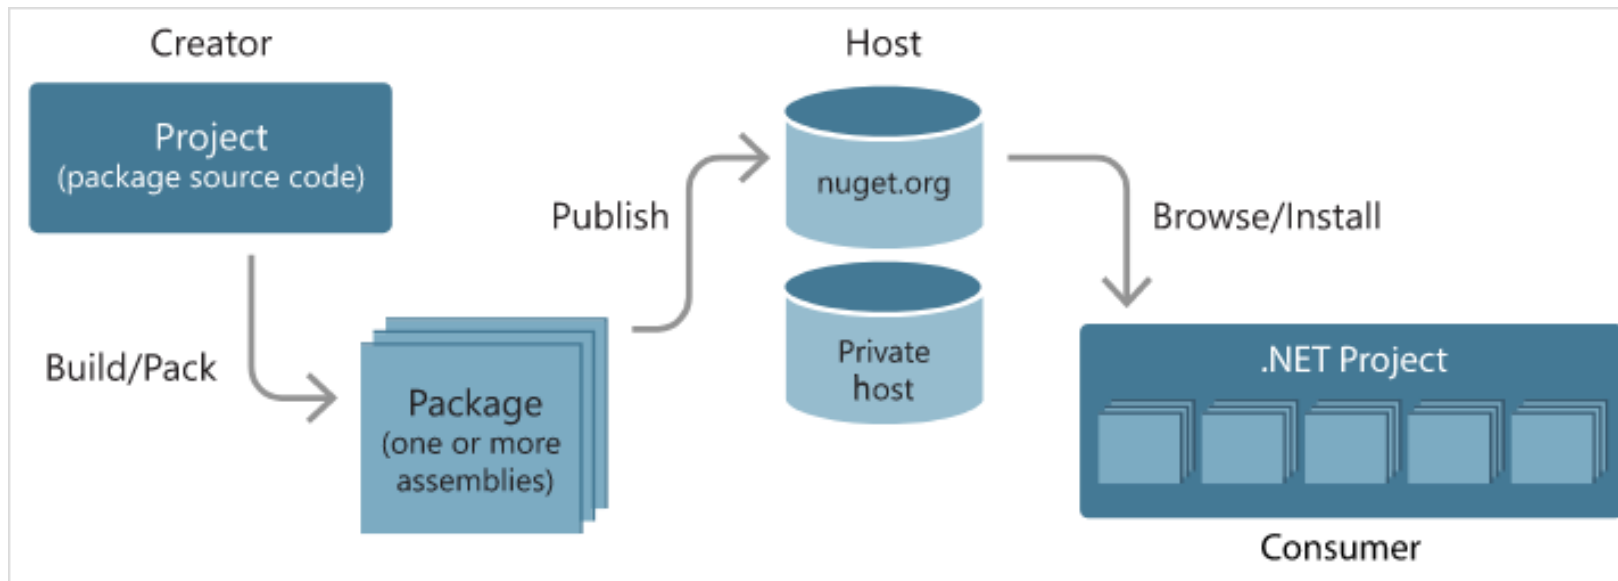 Creator
Project
(package source code)
Build/Pack
Package
(one or more
assemblies)
Publish
Host
nuget.org
Private
host
Browse/Install
.NET Project
Consumer